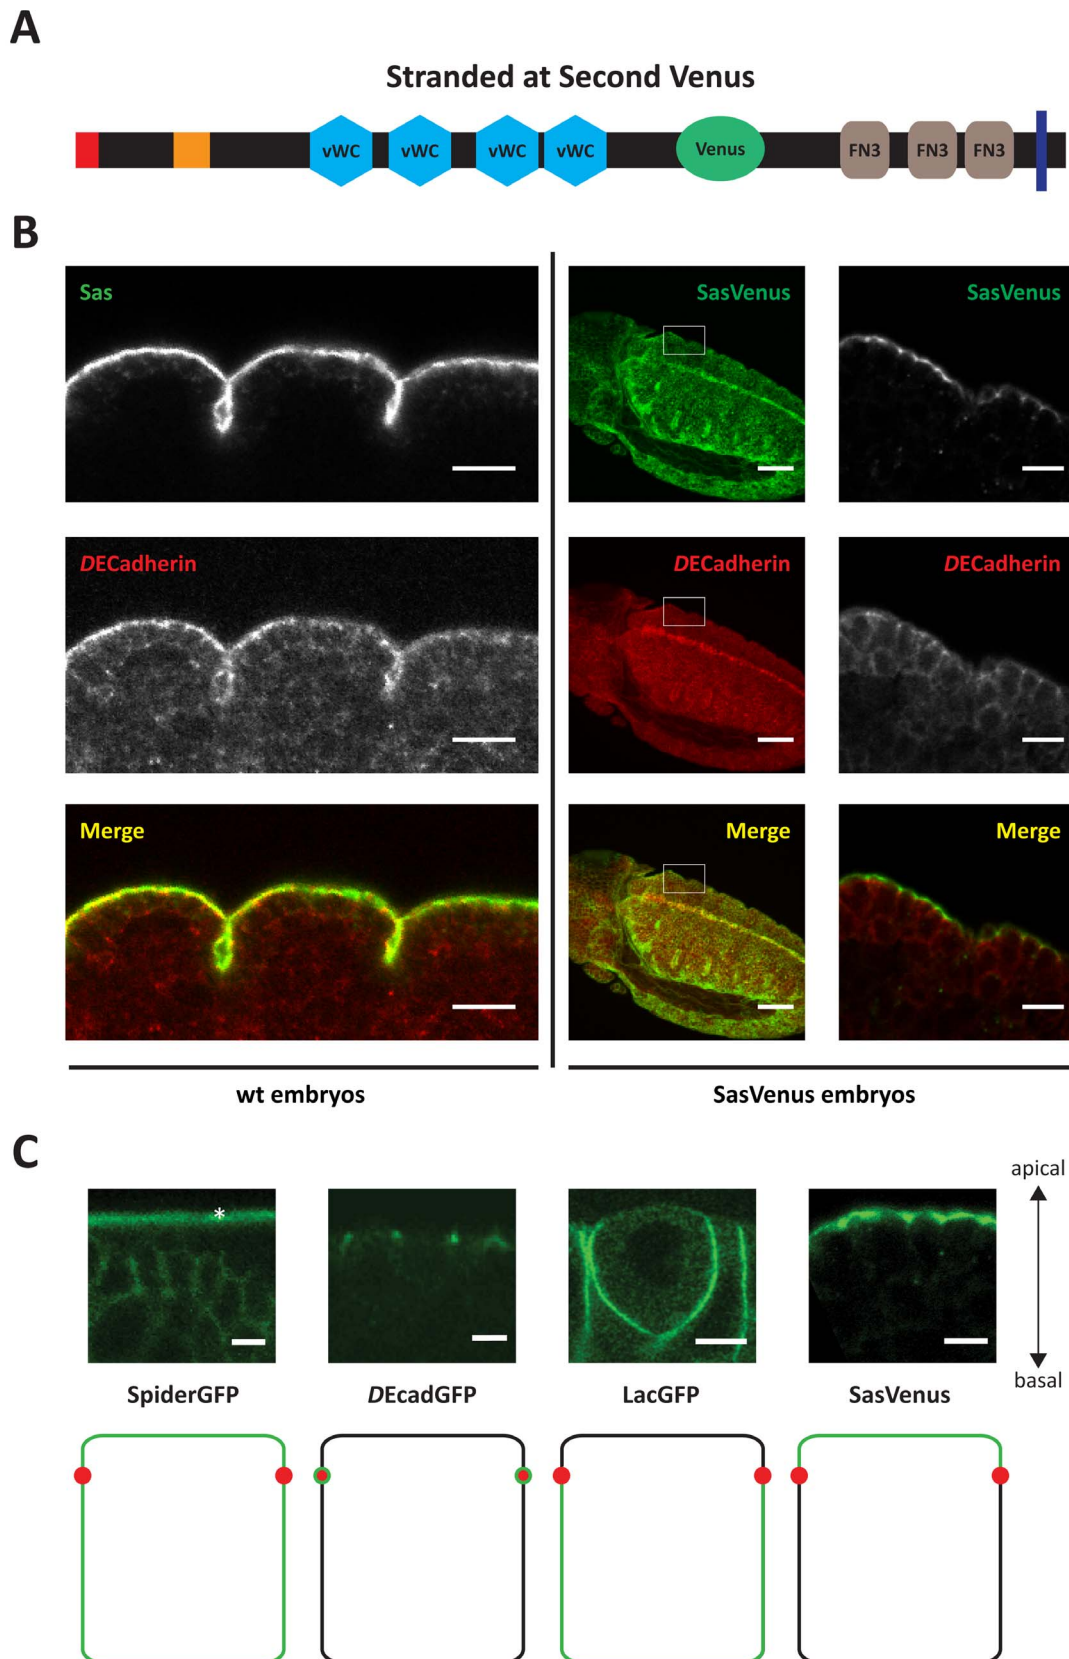 A
Stranded at Second Venus
vWC vWC vWC vWC Venus FN3 FN3 FN3
B
Sas SasVenus SasVenus
DECadherin DECadherin DECadherin
Merge Merge Merge
wt embryos SasVenus embryos
C
apical
*
basal
SpiderGFP DEcadGFP LacGFP SasVenus